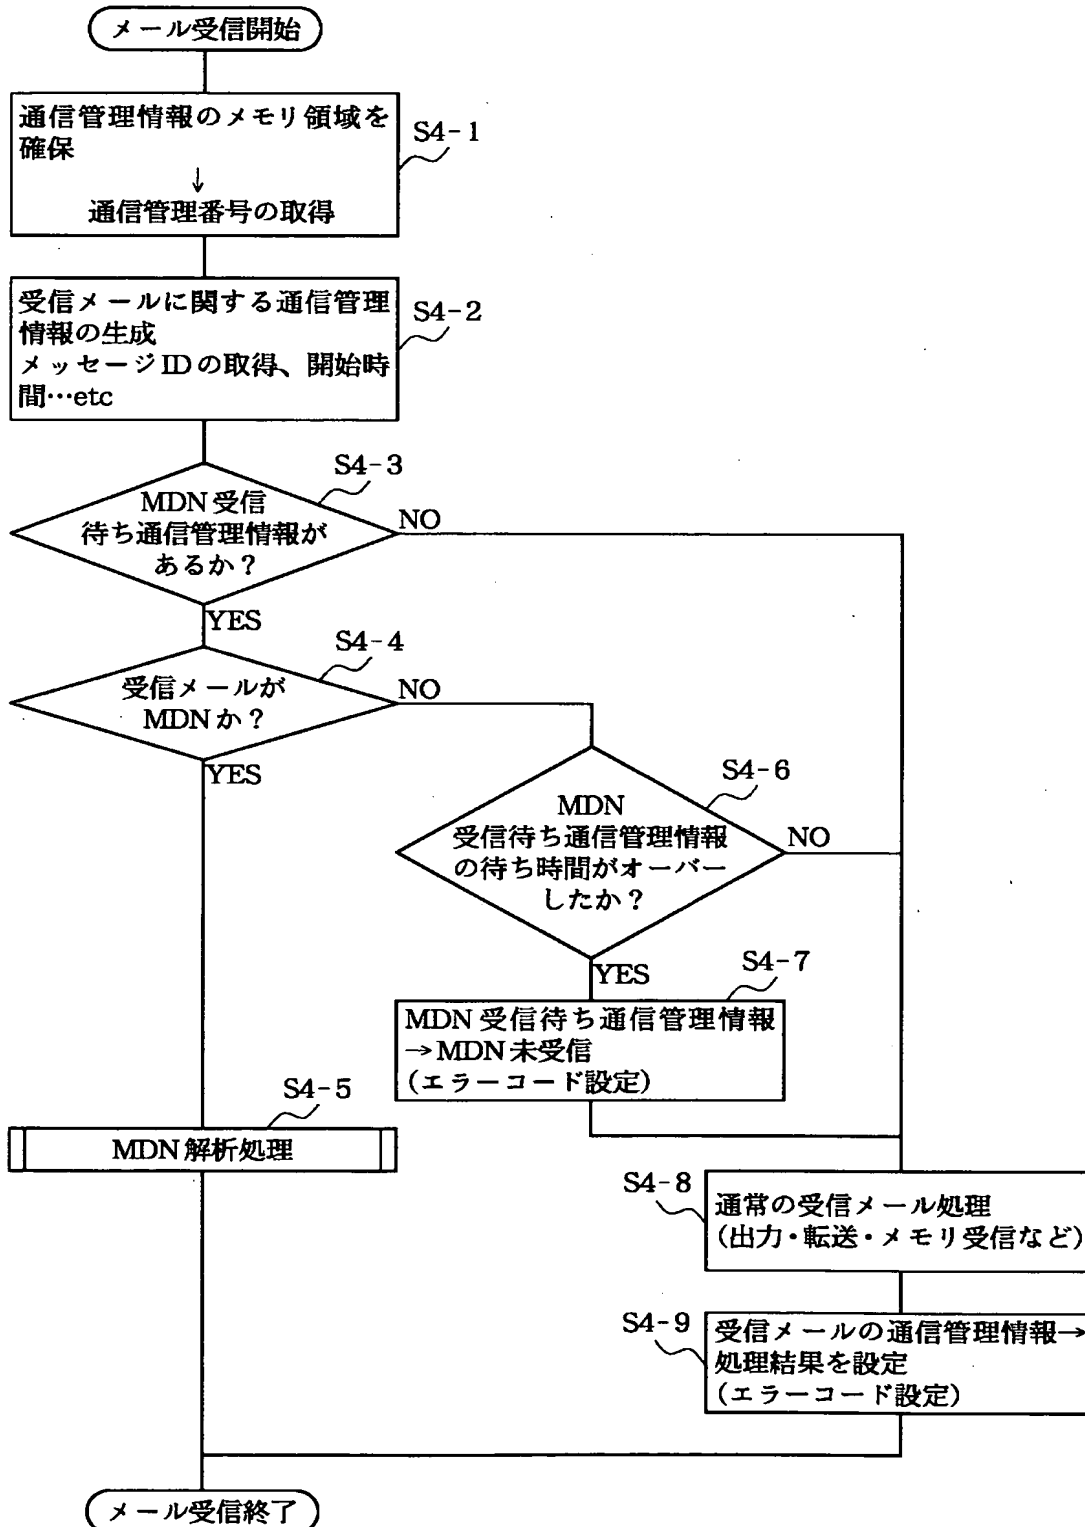 メール受信開始
通信管理情報のメモリ領域を
確保
↓
通信管理番号の取得
S4-1
受信メールに関する通信管理
情報の生成
メッセージIDの取得、開始時
間…etc
S4-2
S4-3
MDN受信
待ち通信管理情報が
あるか？
NO
YES
S4-4
受信メールが
MDNか？
NO
YES
S4-6
MDN
受信待ち通信管理情報
の待ち時間がオーバー
したか？
NO
YES
S4-7
MDN受信待ち通信管理情報
→MDN未受信
(エラーコード設定)
S4-5
MDN解析処理
S4-8
通常の受信メール処理
(出力・転送・メモリ受信など)
S4-9
受信メールの通信管理情報→
処理結果を設定
(エラーコード設定)
メール受信終了